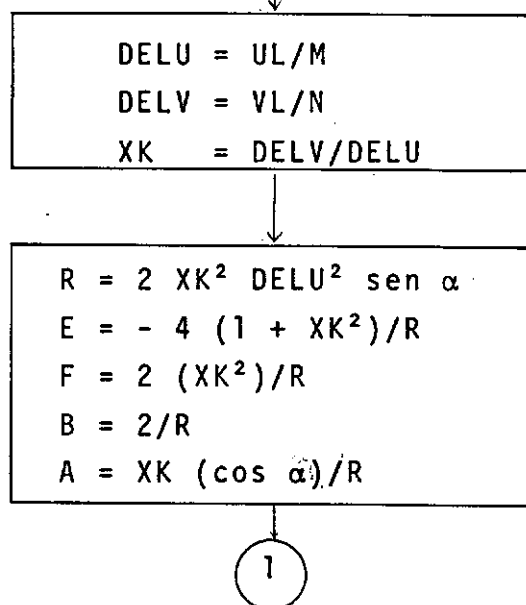 DELU = UL/M
DELV = VL/N
XK = DELV/DELU
R = 2 XK² DELU² sen α
E = - 4 (1 + XK²)/R
F = 2 (XK²)/R
B = 2/R
A = XK (cos α)/R
1